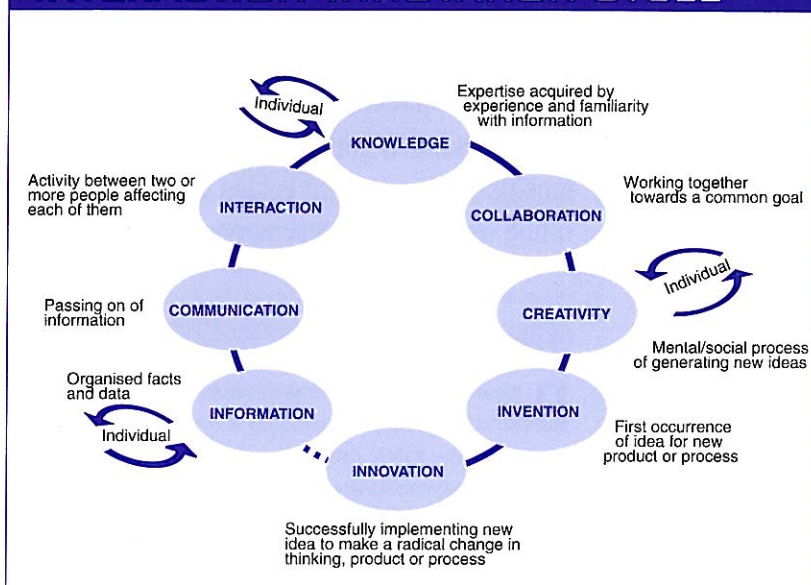 Individual
KNOWLEDGE
Expertise acquired by
experience and familiarity
with information
COLLABORATION
Working together
towards a common goal
Individual
CREATIVITY
Mental/social process
of generating new ideas
INVENTION
First occurrence
of idea for new
product or process
INNOVATION
Successfully implementing new
idea to make a radical change in
thinking, product or process
INFORMATION
Organised facts
and data
Individual
COMMUNICATION
Passing on of
information
INTERACTION
Activity between two or
more people affecting
each of them